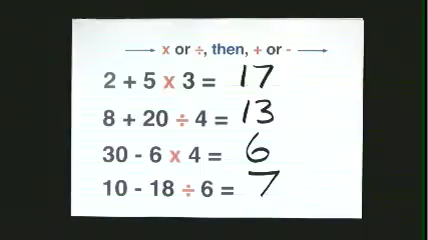 → x or ÷, then, + or - →
2 + 5 x 3 = 17
8 + 20 ÷ 4 = 13
30 - 6 x 4 = 6
10 - 18 ÷ 6 = 7